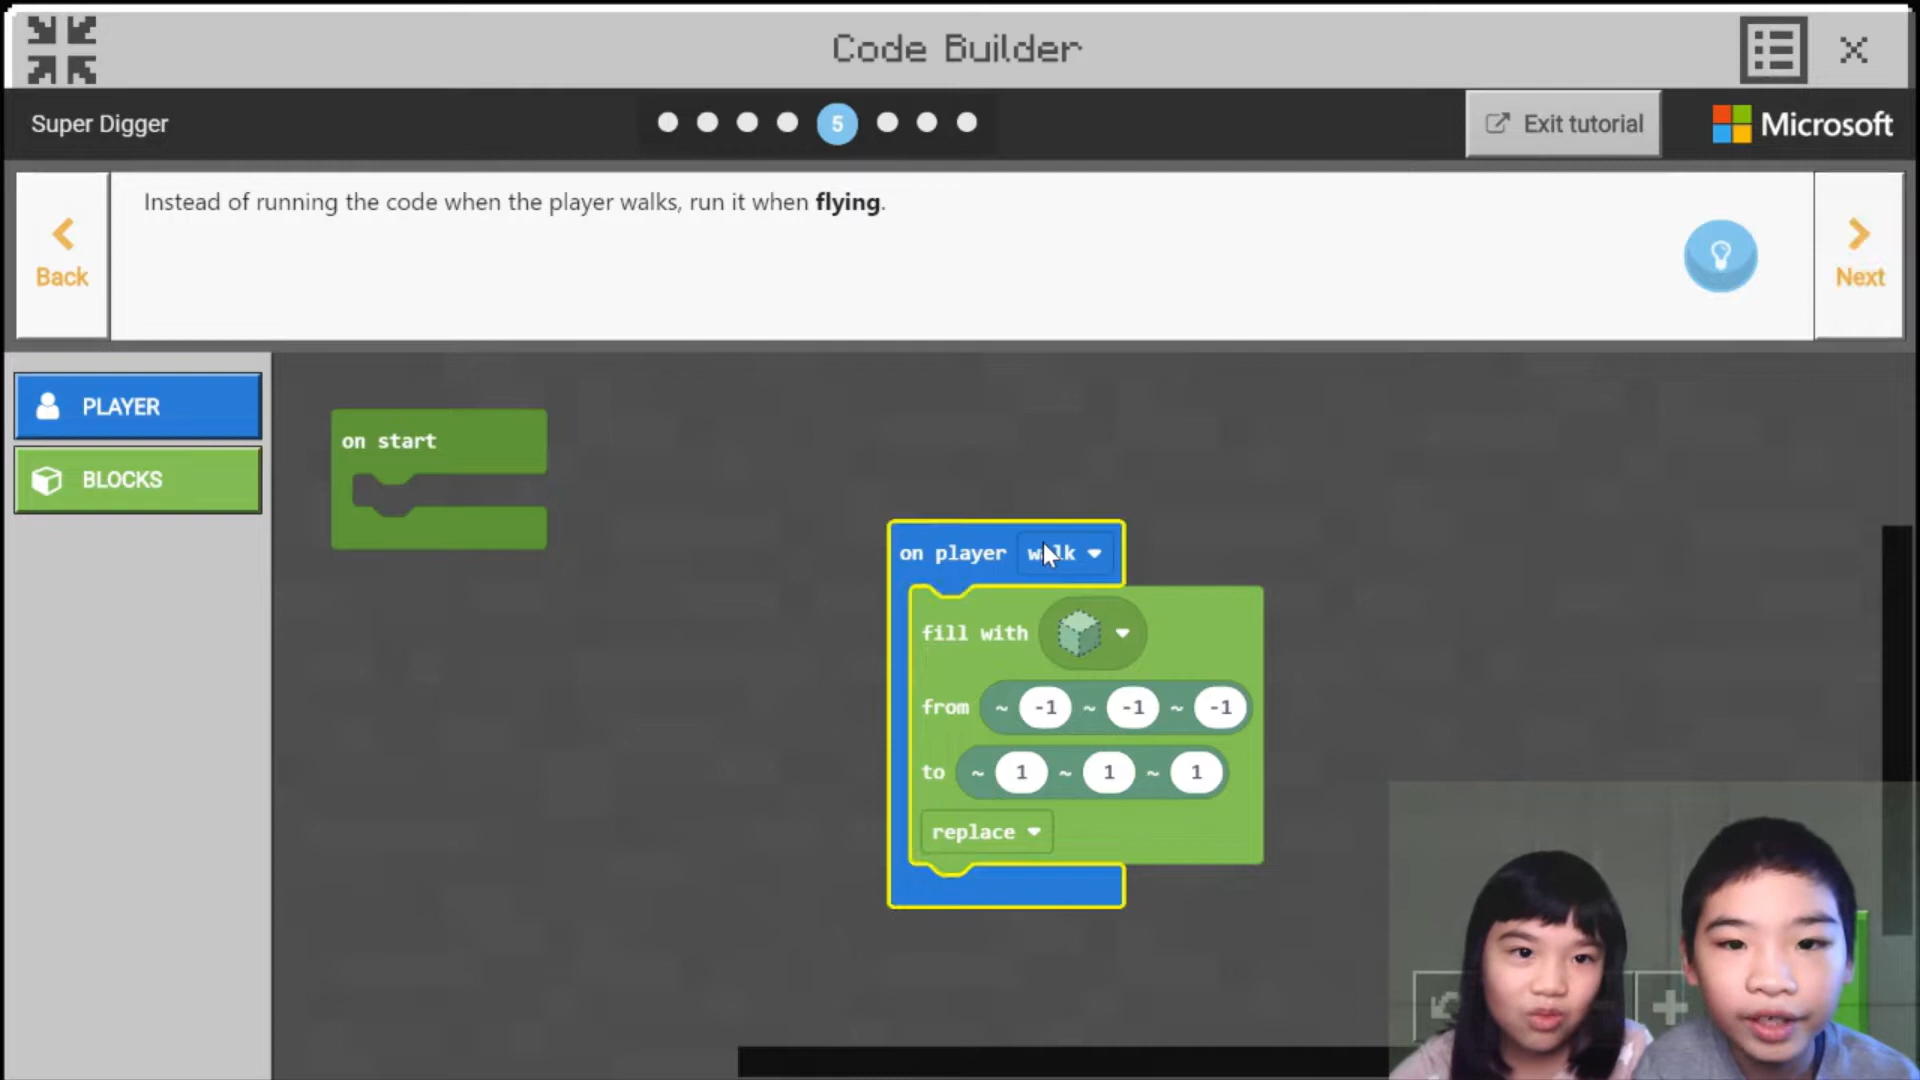 Code Builder
Super Digger
5
Exit tutorial
Microsoft
Back
Instead of running the code when the player walks, run it when flying.
Next
PLAYER
BLOCKS
on start
on player walk
fill with
from ~ -1 ~ -1 ~ -1
to ~ 1 ~ 1 ~ 1
replace